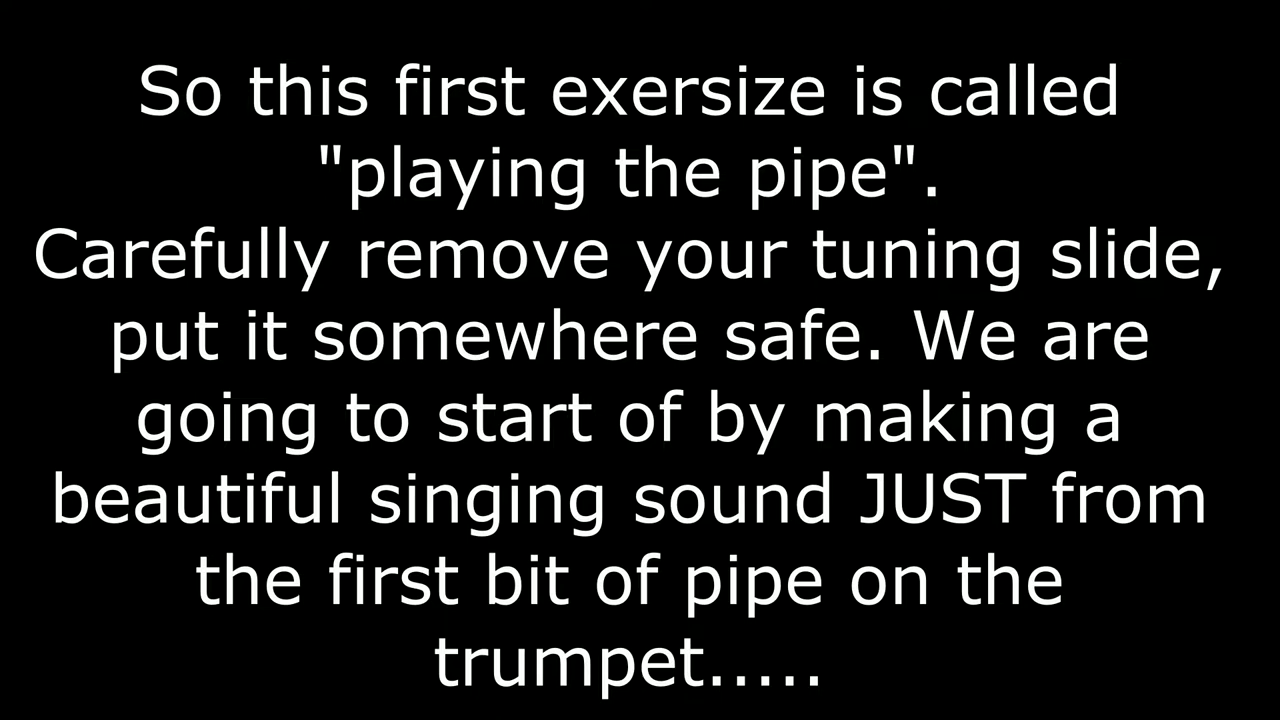 So this first exersize is called
"playing the pipe".
Carefully remove your tuning slide,
put it somewhere safe. We are
going to start of by making a
beautiful singing sound JUST from
the first bit of pipe on the
trumpet.....